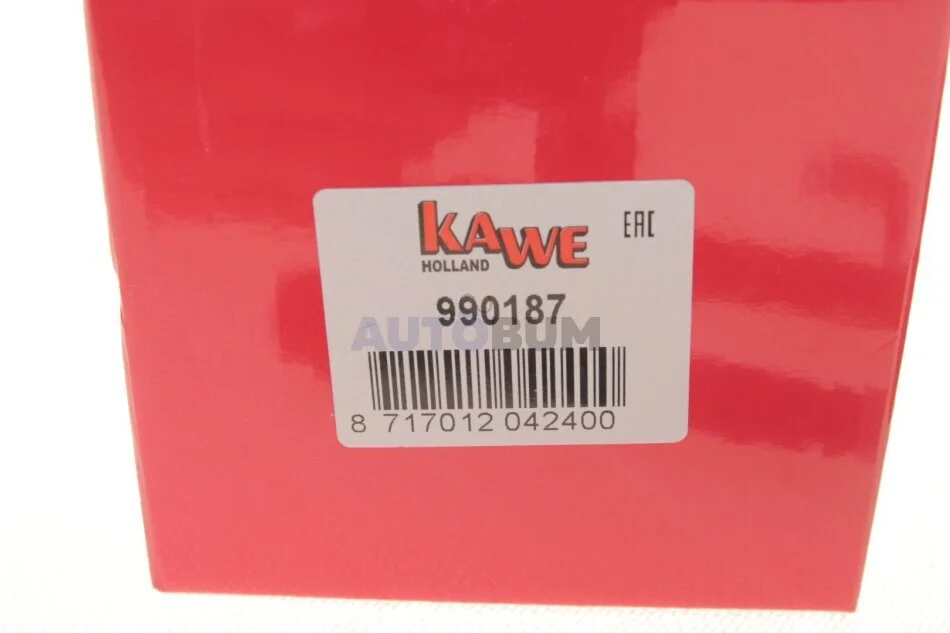 KAWE
HOLLAND
EAC
990187
AUTOBUM
8 717012 042400